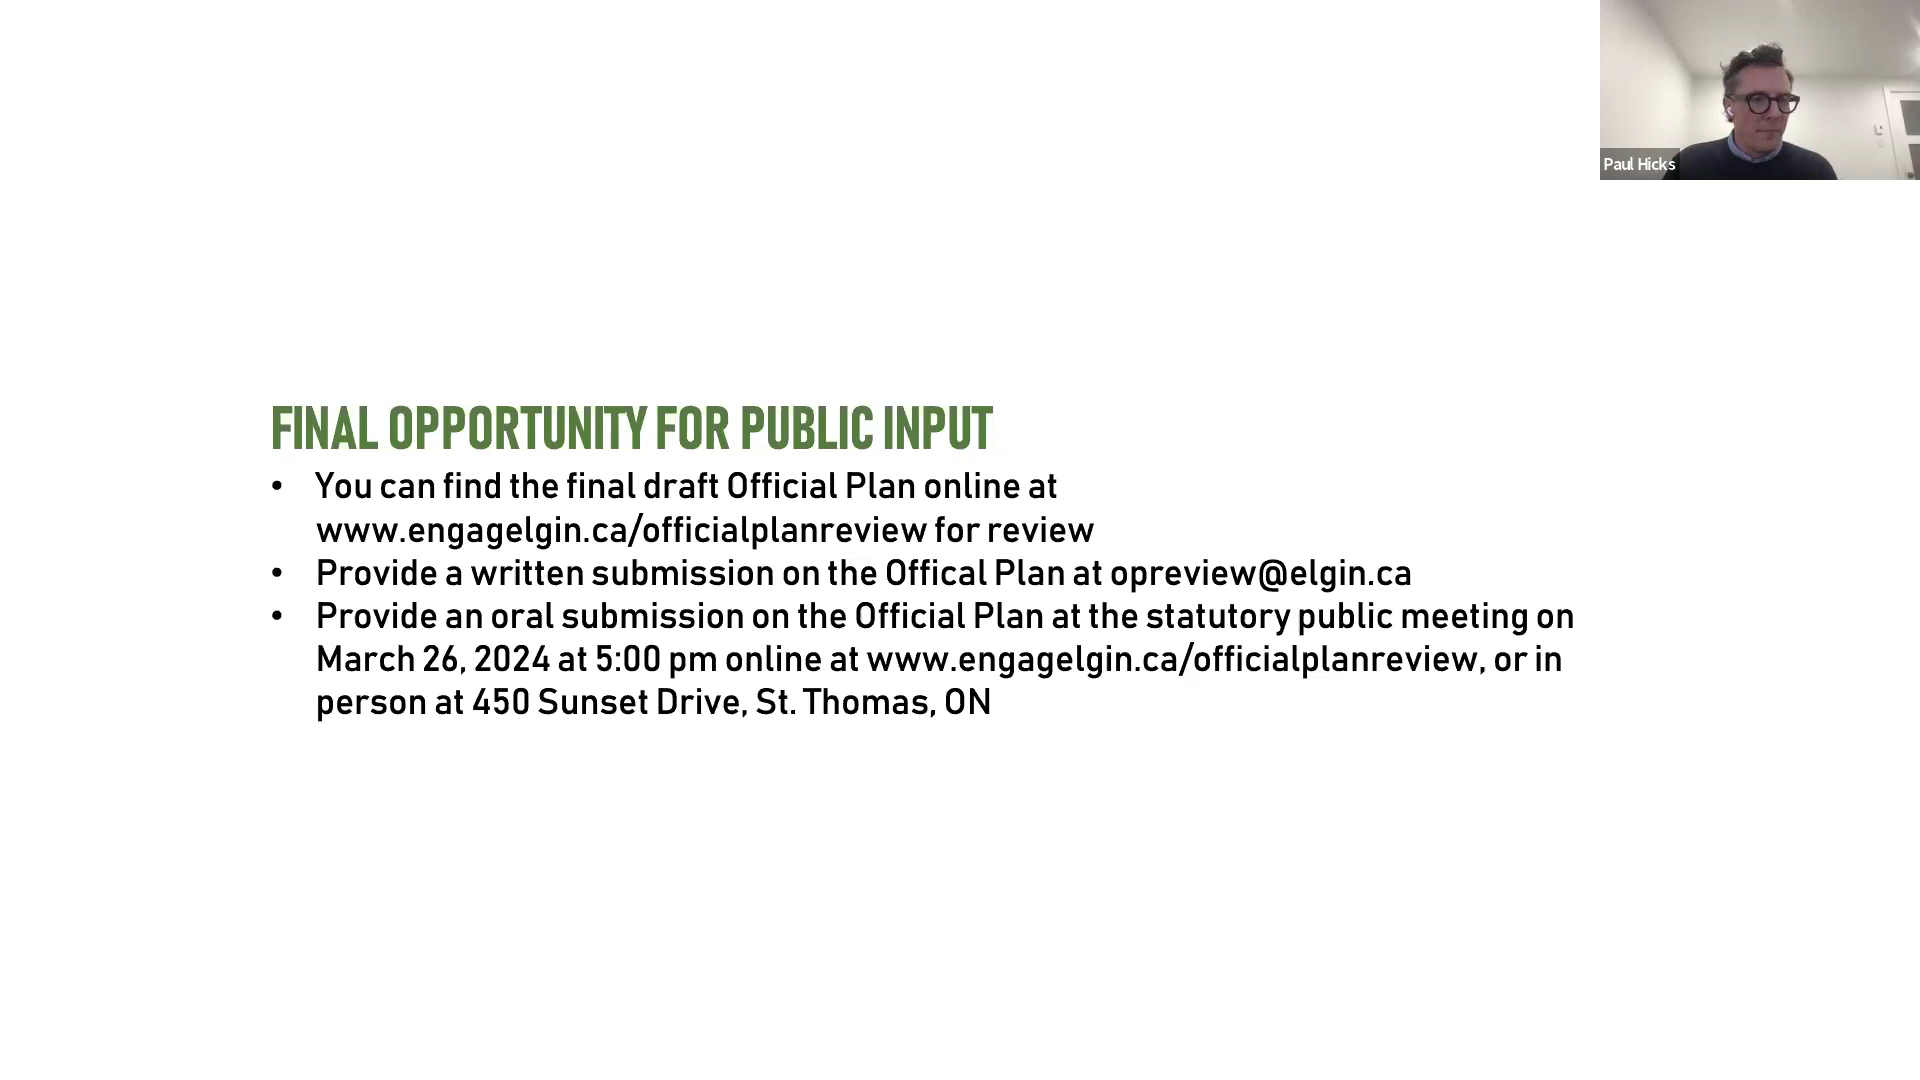 Paul Hicks
FINAL OPPORTUNITY FOR PUBLIC INPUT
• You can find the final draft Official Plan online at
www.engagelgin.ca/officialplanreview for review
• Provide a written submission on the Offical Plan at opreview@elgin.ca
• Provide an oral submission on the Official Plan at the statutory public meeting on
March 26, 2024 at 5:00 pm online at www.engagelgin.ca/officialplanreview, or in
person at 450 Sunset Drive, St. Thomas, ON